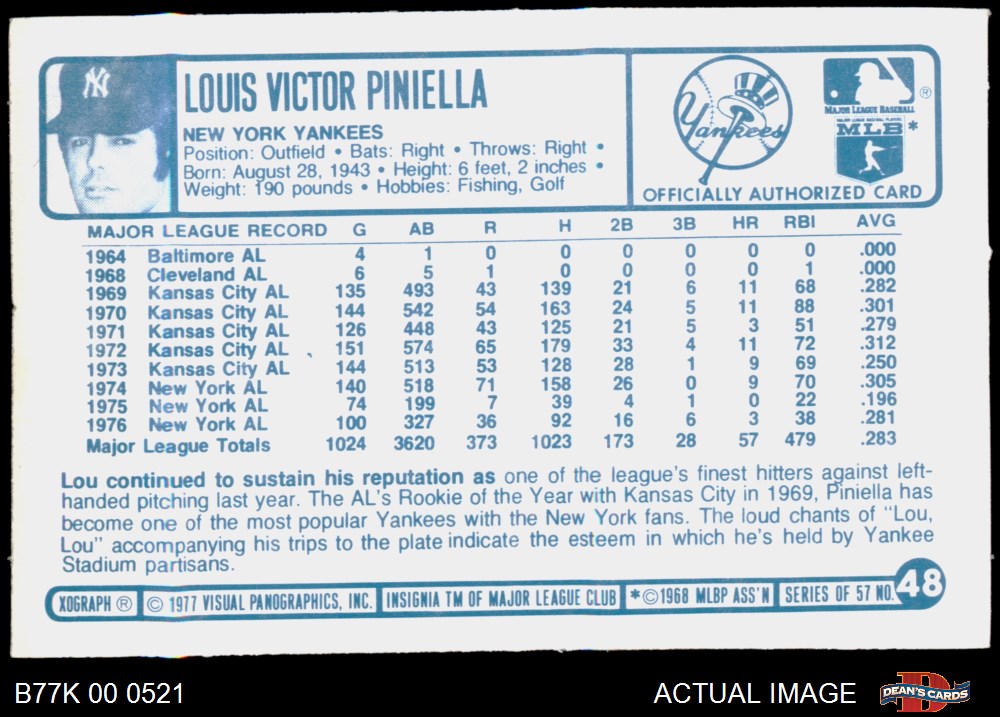 NY
LOUIS VICTOR PINIELLA
NEW YORK YANKEES
Position: Outfield • Bats: Right • Throws: Right •
Born: August 28, 1943 • Height: 6 feet, 2 inches •
Weight: 190 pounds • Hobbies: Fishing, Golf
Yankees
®
MAJOR LEAGUE BASEBALL
MAJOR LEAGUE BASEBALL PLAYERS
MLB *
OFFICIALLY AUTHORIZED CARD
MAJOR LEAGUE RECORD G AB R H 2B 3B HR RBI AVG
1964 Baltimore AL 4 1 0 0 0 0 0 0 .000
1968 Cleveland AL 6 5 1 0 0 0 0 1 .000
1969 Kansas City AL 135 493 43 139 21 6 11 68 .282
1970 Kansas City AL 144 542 54 163 24 5 11 88 .301
1971 Kansas City AL 126 448 43 125 21 5 3 51 .279
1972 Kansas City AL 151 574 65 179 33 4 11 72 .312
1973 Kansas City AL 144 513 53 128 28 1 9 69 .250
1974 New York AL 140 518 71 158 26 0 9 70 .305
1975 New York AL 74 199 7 39 4 1 0 22 .196
1976 New York AL 100 327 36 92 16 6 3 38 .281
Major League Totals 1024 3620 373 1023 173 28 57 479 .283
Lou continued to sustain his reputation as one of the league's finest hitters against left-
handed pitching last year. The AL's Rookie of the Year with Kansas City in 1969, Piniella has
become one of the most popular Yankees with the New York fans. The loud chants of "Lou,
Lou" accompanying his trips to the plate indicate the esteem in which he's held by Yankee
Stadium partisans.
XOGRAPH ® © 1977 VISUAL PANOGRAPHICS, INC. INSIGNIA TM OF MAJOR LEAGUE CLUB *©1968 MLBP ASS'N SERIES OF 57 NO. 48
B77K 00 0521
ACTUAL IMAGE
D
DEAN'S CARDS